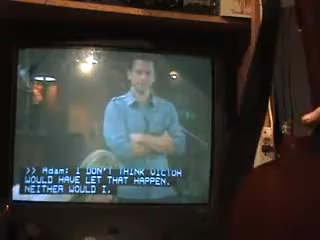 >> Adam: I DON'T THINK VICTOR
WOULD HAVE LET THAT HAPPEN.
NEITHER WOULD I.